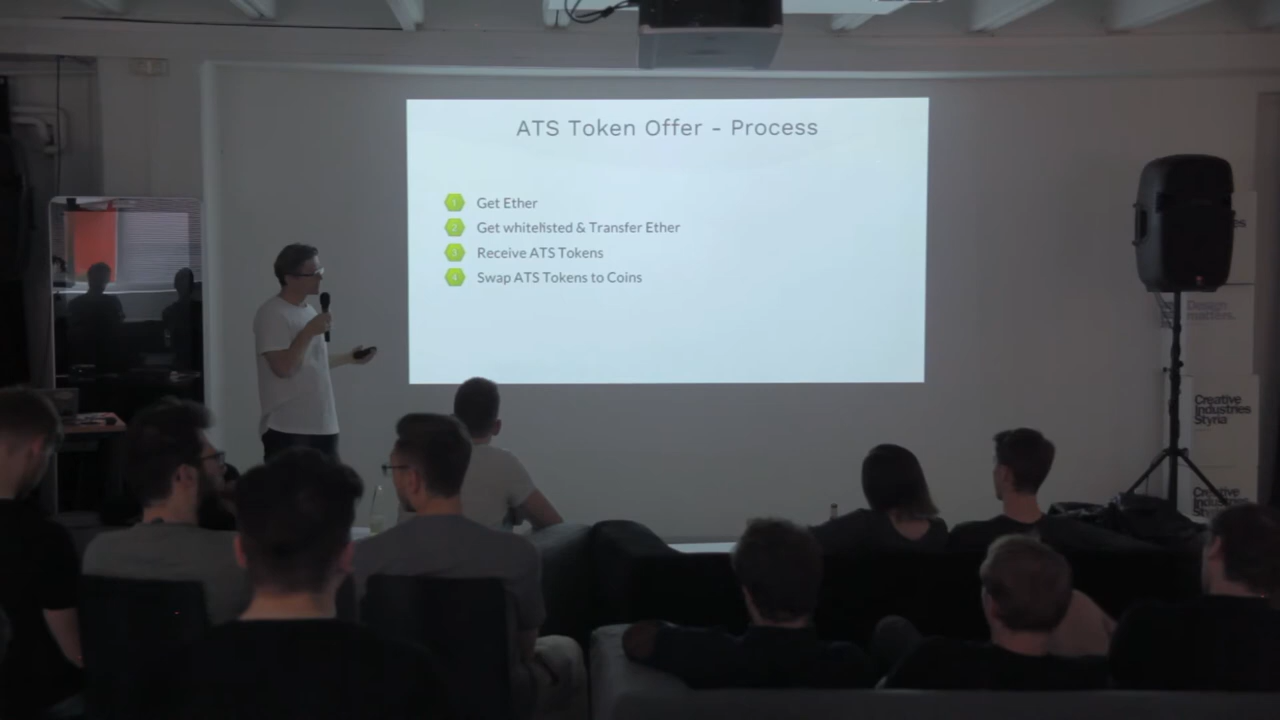 ATS Token Offer - Process
1 Get Ether
2 Get whitelisted & Transfer Ether
3 Receive ATS Tokens
4 Swap ATS Tokens to Coins
Design
matters.
Creative
Industries
Styria
Creative
Industries
Styria